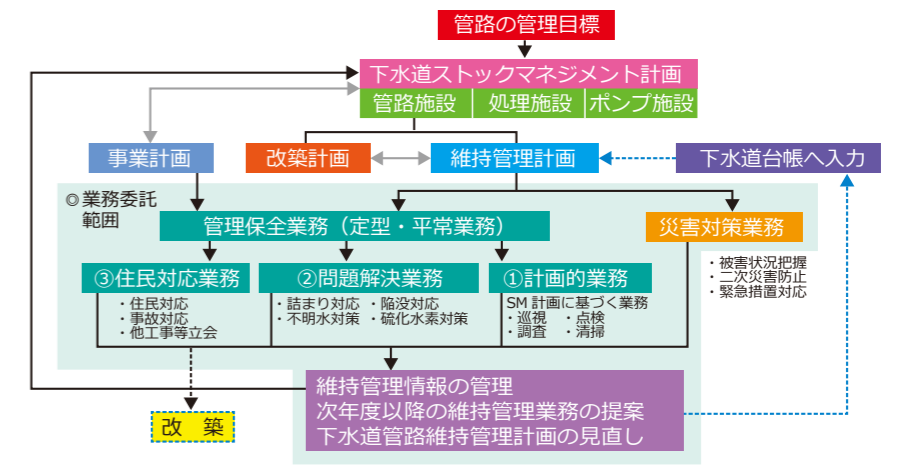 管路の管理目標
下水道ストックマネジメント計画
管路施設 処理施設 ポンプ施設
事業計画 改築計画 維持管理計画 下水道台帳へ入力
◎業務委託
範囲
管理保全業務（定型・平常業務） 災害対策業務
・被害状況把握
・二次災害防止
・緊急措置対応
③住民対応業務 ②問題解決業務 ①計画的業務
・住民対応
・事故対応
・他工事等立会
・詰まり対応 ・陥没対応
・不明水対策 ・硫化水素対策
SM計画に基づく業務
・巡視 ・点検
・調査 ・清掃
維持管理情報の管理
次年度以降の維持管理業務の提案
下水道管路維持管理計画の見直し
改 築